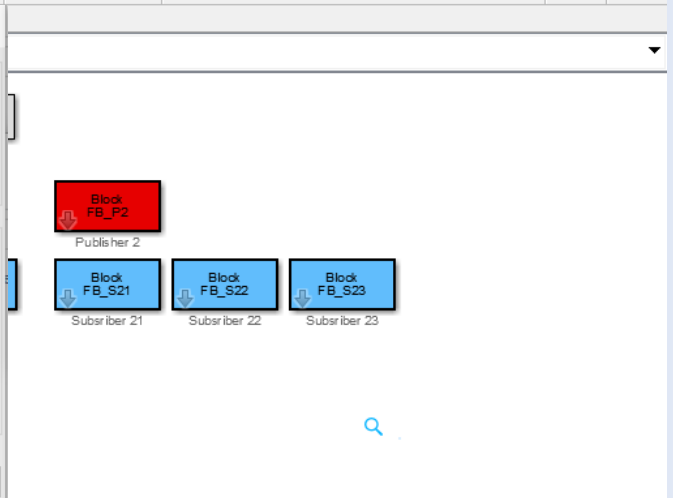 Block
FB_P2
Publisher 2
Block
FB_S21
Block
FB_S22
Block
FB_S23
Subsriber 21
Subsriber 22
Subsriber 23